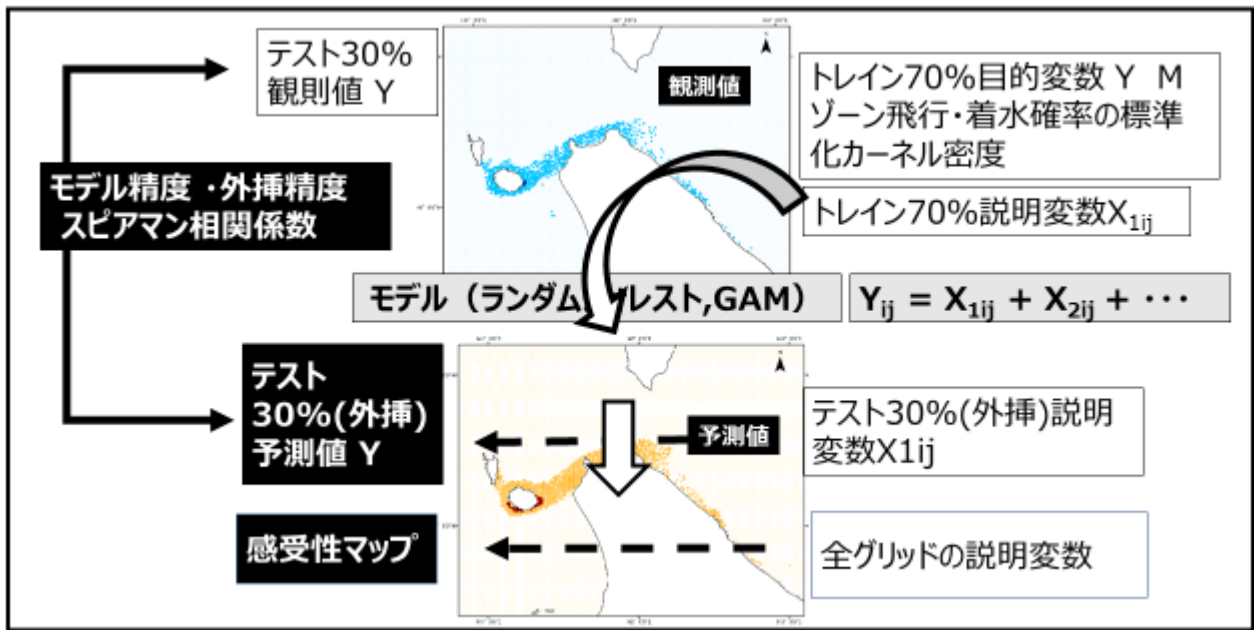 テスト30%
観則値 Y
観測値
トレイン70%目的変数 Y M
ゾーン飛行・着水確率の標準
化カーネル密度
モデル精度 ・外挿精度
スピアマン相関係数
トレイン70%説明変数X1ij
モデル（ランダム
レスト,GAM）
Yij = X1ij + X2ij + ･･･
テスト
30%(外挿)
予測値 Y
予測値
テスト30%(外挿)説明
変数X1ij
感受性マップ
全グリッドの説明変数